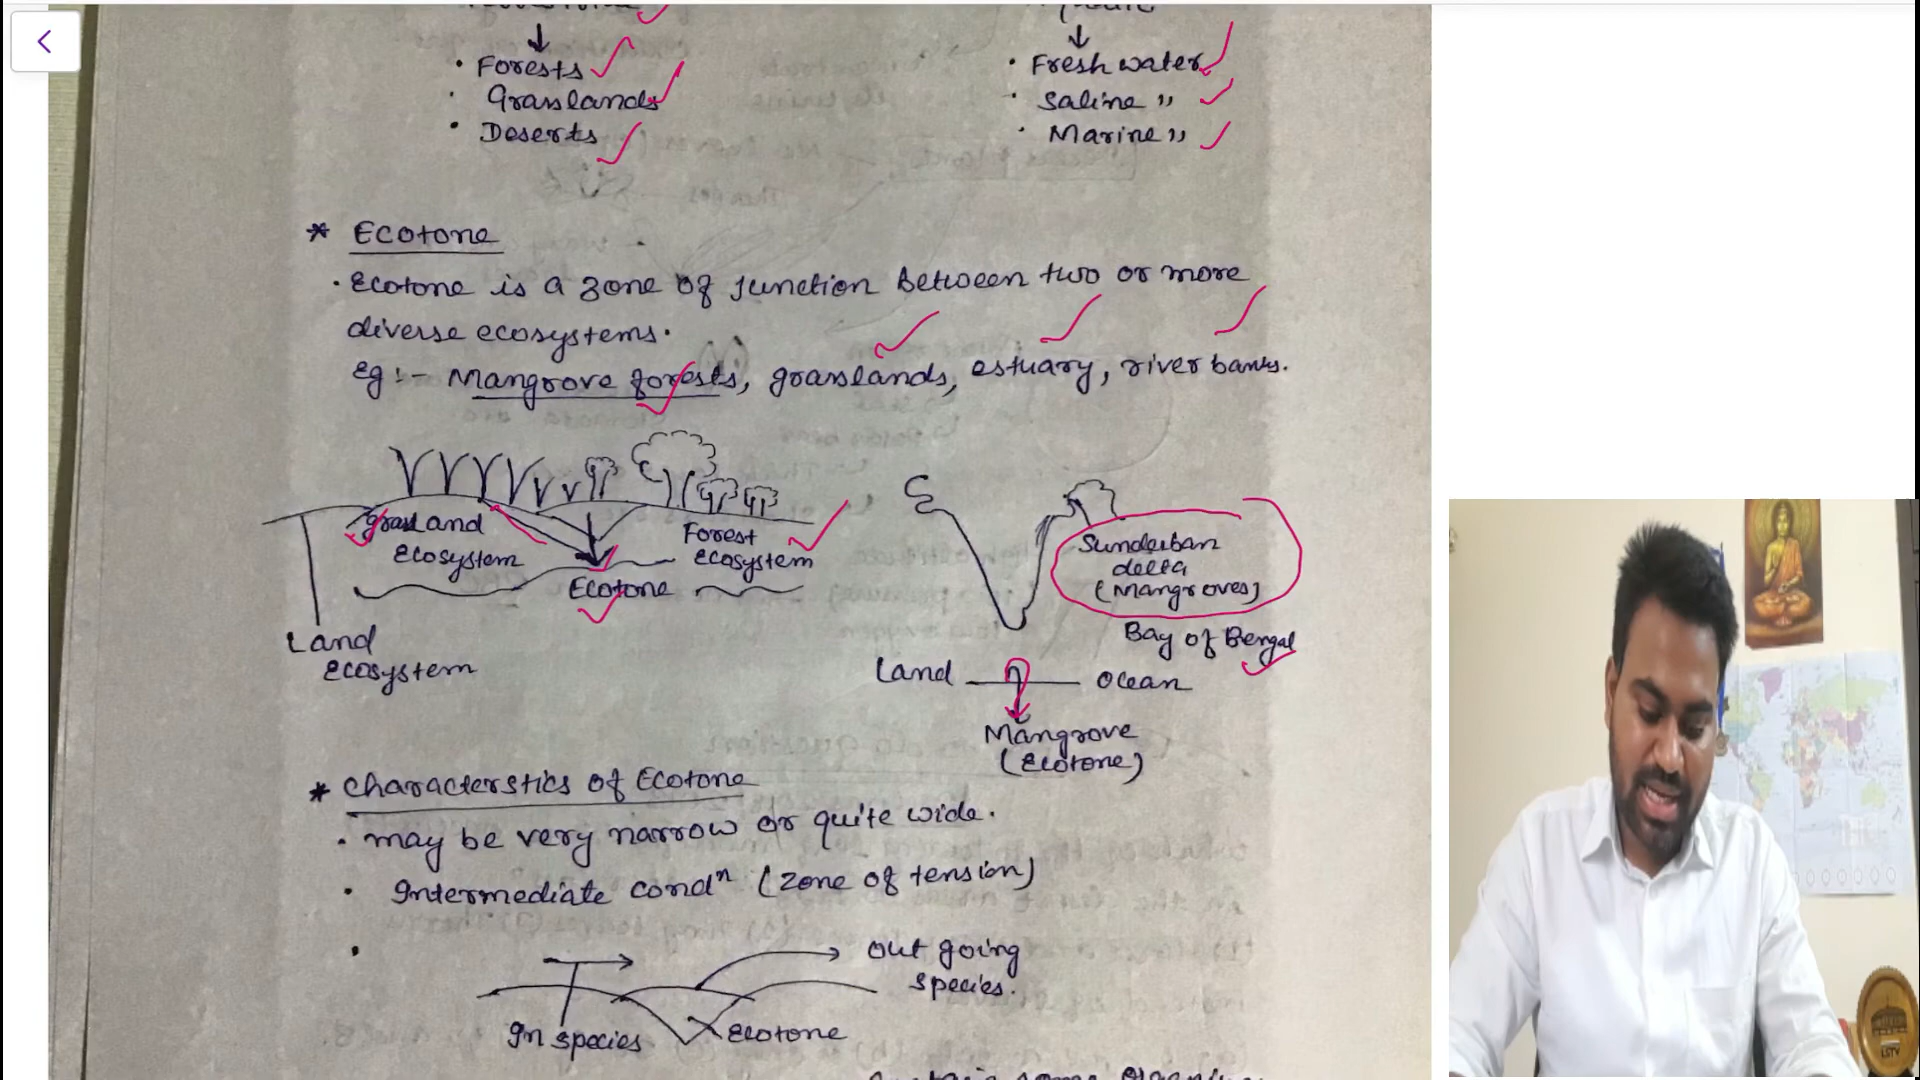 Forests
Grasslands
Deserts
Fresh water
Saline "
Marine "
* Ecotone
· Ecotone is a zone of junction between two or more
diverse ecosystems.
Eg :- Mangrove forests, grasslands, estuary, river banks.
Grassland
Ecosystem
Forest
ecosystem
Ecotone
Land
ecosystem
Sunderban
delta
(Mangroves)
Bay of Bengal
Land
Ocean
Mangrove
(Ecotone)
* Characterstics of Ecotone
· may be very narrow or quite wide.
· Intermediate condⁿ (zone of tension)
out going
species.
In species
Ecotone
LSTV